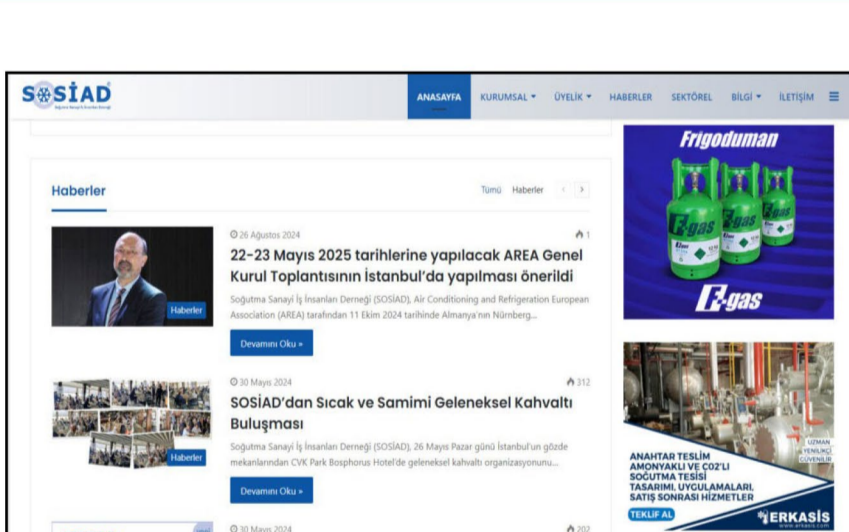 SOSİAD
ANASAYFA KURUMSAL ÜYELİK HABERLER SEKTÖREL BİLGİ İLETİŞİM
Haberler
Tümü Haberler
26 Ağustos 2024 1
22-23 Mayıs 2025 tarihlerine yapılacak AREA Genel
Kurul Toplantısının İstanbul'da yapılması önerildi
Soğutma Sanayi İş İnsanları Derneği (SOSİAD), Air Conditioning and Refrigeration European
Association (AREA) tarafından 11 Ekim 2024 tarihinde Almanya'nın Nürnberg...
Haberler
Devamını Oku »
30 Mayıs 2024 312
SOSİAD'dan Sıcak ve Samimi Geleneksel Kahvaltı
Buluşması
Soğutma Sanayi İş İnsanları Derneği (SOSİAD), 26 Mayıs Pazar günü İstanbul'un gözde
mekanlarından CVK Park Bosphorus Hotel'de geleneksel kahvaltı organizasyonunu...
Haberler
Devamını Oku »
30 Mayıs 2024 202
Frigoduman
F-gas
F-gas
F-gas
F-gas
UZMAN
YENİLİKÇİ
GÜVENİLİR
ANAHTAR TESLİM
AMONYAKLI VE CO2'Lİ
SOĞUTMA TESİSİ
TASARIMI, UYGULAMALARI,
SATIŞ SONRASI HİZMETLER
TEKLİF AL
ERKASİS
www.erkasis.com